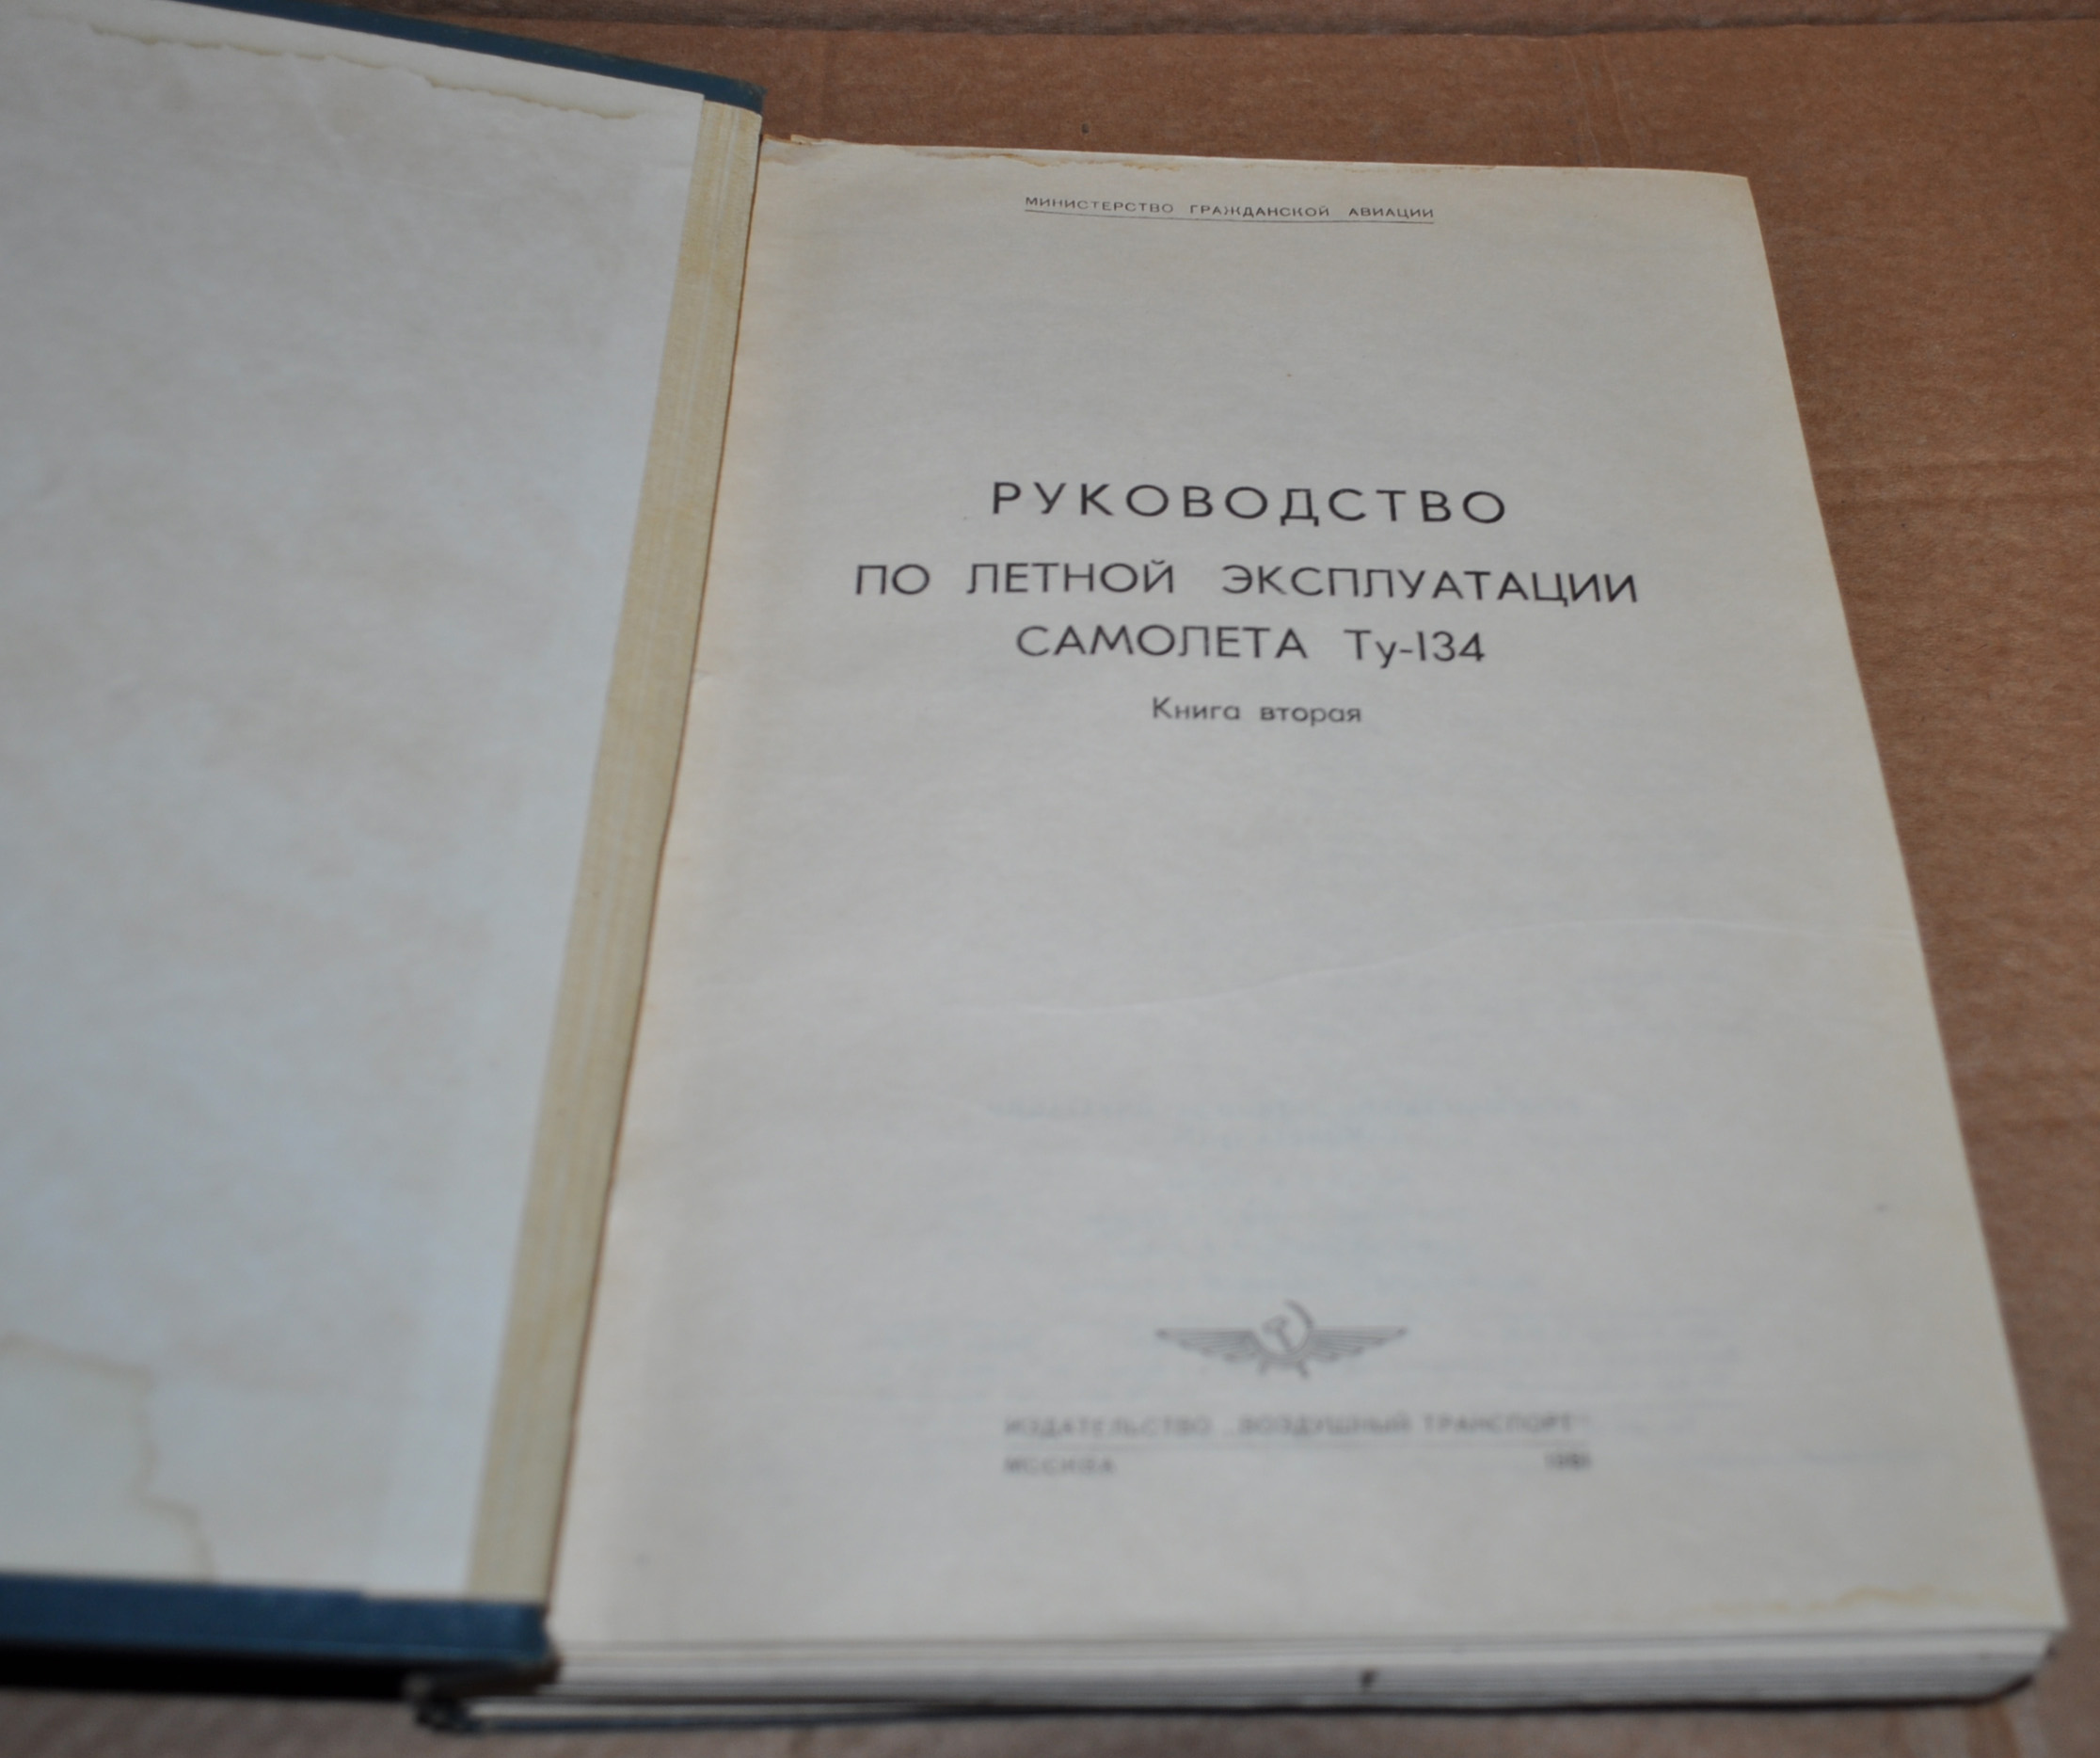 МИНИСТЕРСТВО ГРАЖДАНСКОЙ АВИАЦИИ
РУКОВОДСТВО
ПО ЛЕТНОЙ ЭКСПЛУАТАЦИИ
САМОЛЕТА Ту-134
Книга вторая
ИЗДАТЕЛЬСТВО „ВОЗДУШНЫЙ ТРАНСПОРТ"
МОСКВА